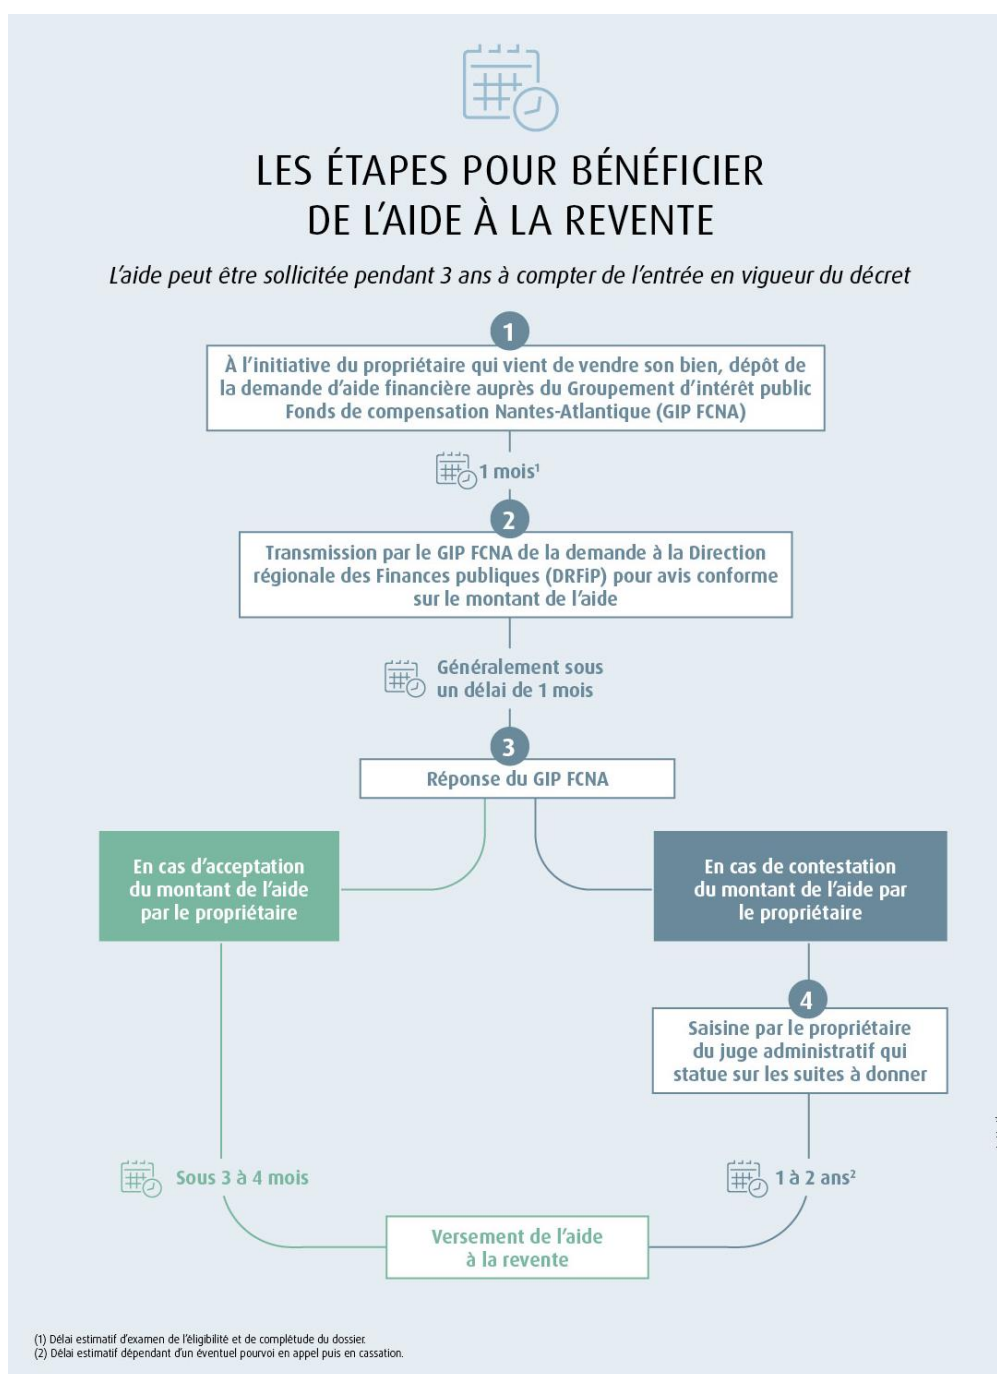 LES ÉTAPES POUR BÉNÉFICIER
DE L'AIDE À LA REVENTE
L'aide peut être sollicitée pendant 3 ans à compter de l'entrée en vigueur du décret
1
À l'initiative du propriétaire qui vient de vendre son bien, dépôt de
la demande d'aide financière auprès du Groupement d'intérêt public
Fonds de compensation Nantes-Atlantique (GIP FCNA)
1 mois¹
2
Transmission par le GIP FCNA de la demande à la Direction
régionale des Finances publiques (DRFiP) pour avis conforme
sur le montant de l'aide
Généralement sous
un délai de 1 mois
3
Réponse du GIP FCNA
En cas d'acceptation
du montant de l'aide
par le propriétaire
En cas de contestation
du montant de l'aide par
le propriétaire
4
Saisine par le propriétaire
du juge administratif qui
statue sur les suites à donner
Sous 3 à 4 mois
1 à 2 ans²
Versement de l'aide
à la revente
(1) Délai estimatif d'examen de l'éligibilité et de complétude du dossier.
(2) Délai estimatif dépendant d'un éventuel pourvoi en appel puis en cassation.